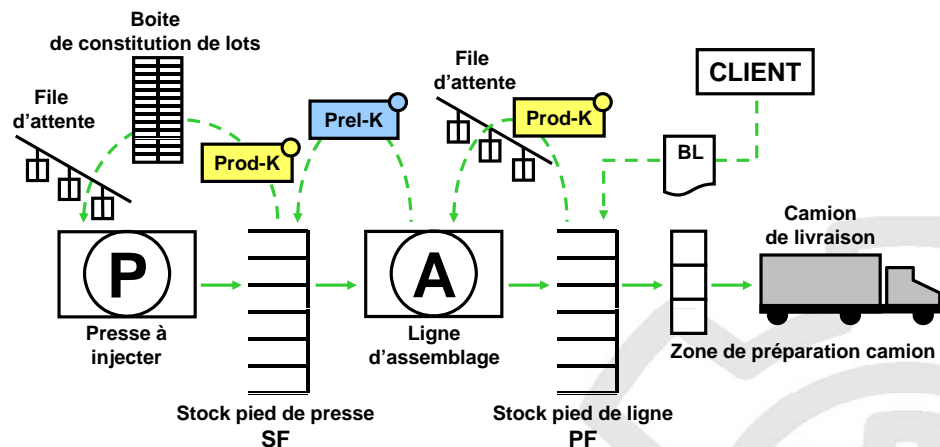 Boite
de constitution de lots
File
d'attente
Prod-K
Prel-K
File
d'attente
Prod-K
CLIENT
BL
P
Presse à
injecter
Stock pied de presse
SF
A
Ligne
d'assemblage
Stock pied de ligne
PF
Camion
de livraison
Zone de préparation camion